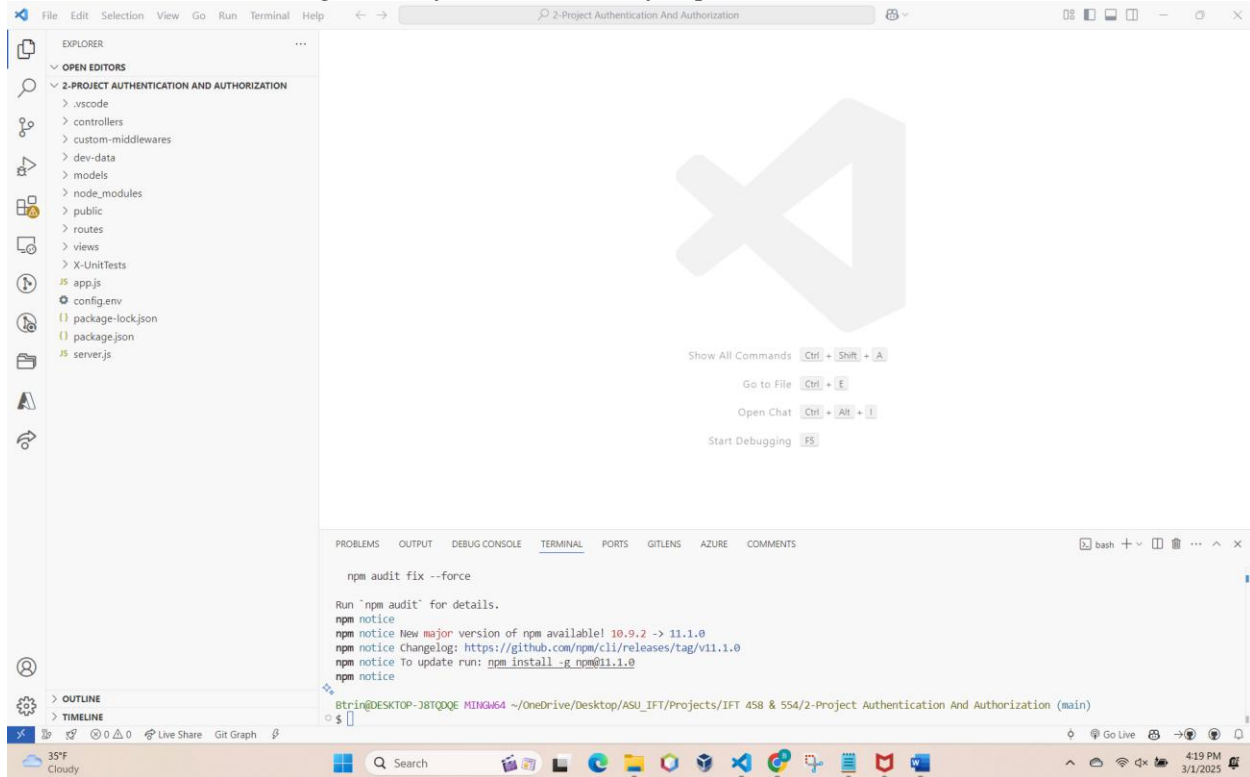 File Edit Selection View Go Run Terminal Help
2-Project Authentication And Authorization
EXPLORER
OPEN EDITORS
2-PROJECT AUTHENTICATION AND AUTHORIZATION
.vscode
controllers
custom-middlewares
dev-data
models
node_modules
public
routes
views
X-UnitTests
JS app.js
config.env
{} package-lock.json
{} package.json
JS server.js
OUTLINE
TIMELINE
Show All Commands Ctrl + Shift + A
Go to File Ctrl + E
Open Chat Ctrl + Alt + I
Start Debugging F5
PROBLEMS OUTPUT DEBUG CONSOLE TERMINAL PORTS GITLENS AZURE COMMENTS
bash
npm audit fix --force
Run `npm audit` for details.
npm notice
npm notice New major version of npm available! 10.9.2 -> 11.1.0
npm notice Changelog: https://github.com/npm/cli/releases/tag/v11.1.0
npm notice To update run: npm install -g npm@11.1.0
npm notice
Btrin@DESKTOP-J8TQDQE MINGW64 ~/OneDrive/Desktop/ASU_IFT/Projects/IFT 458 & 554/2-Project Authentication And Authorization (main)
$
0 0 Live Share Git Graph
Go Live
35°F
Cloudy
Search
4:19 PM
3/1/2025